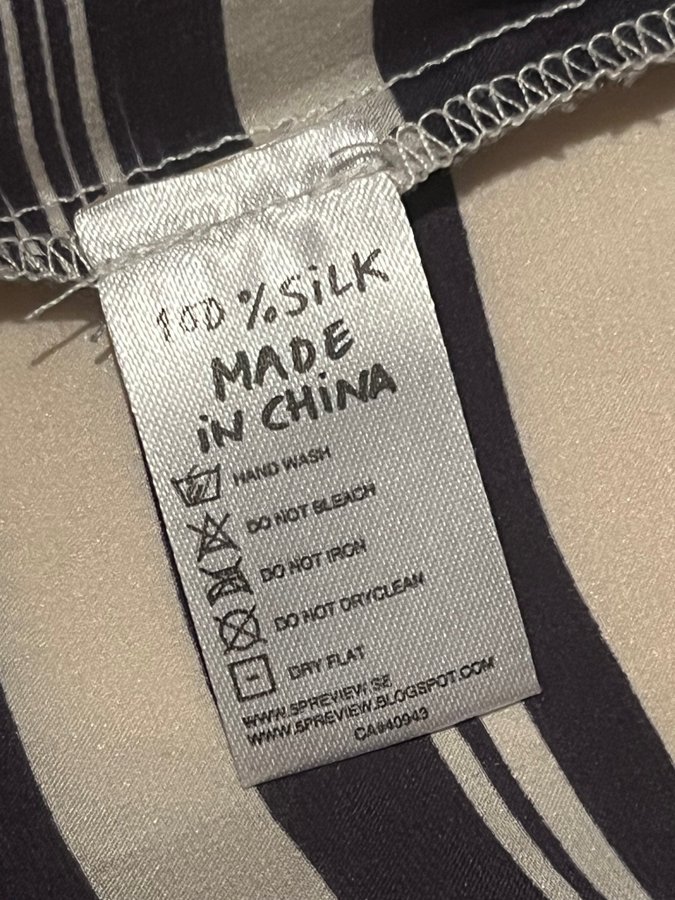 100 % SiLK
MADE
iN CHiNA
HAND WASH
DO NOT BLEACH
DO NOT IRON
DO NOT DRYCLEAN
DRY FLAT
WWW.5PREVIEW.SE
WWW.5PREVIEW.BLOGSPOT.COM
CA#40943